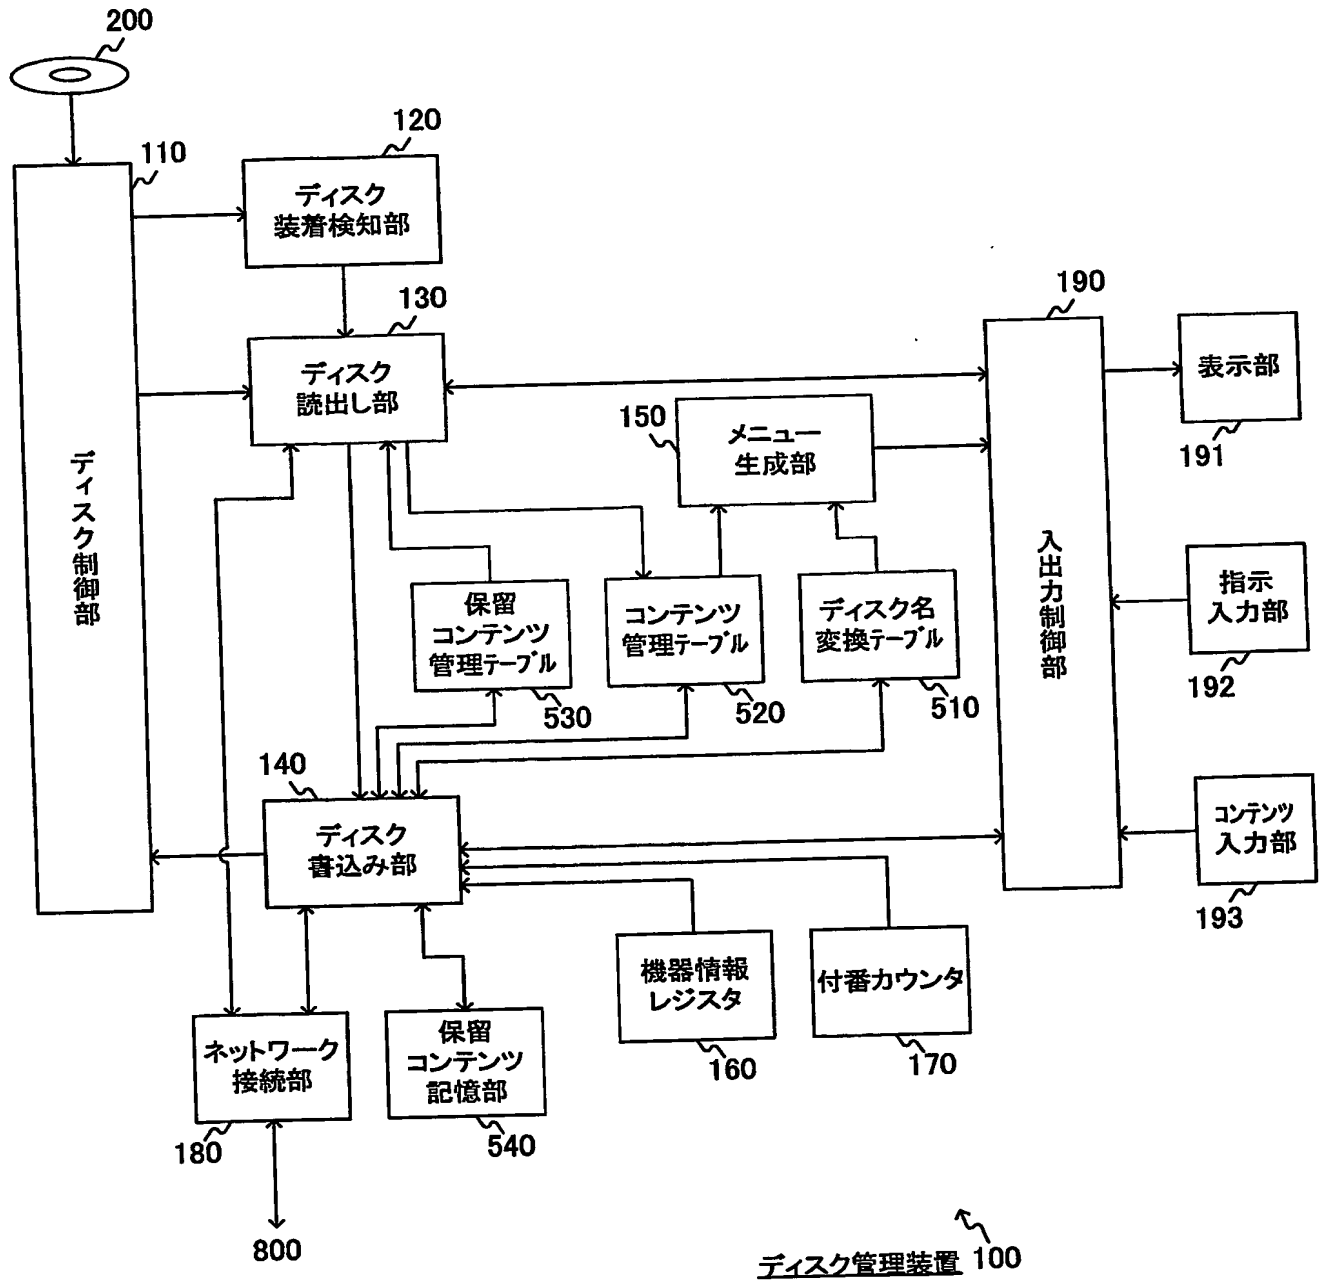 200
110
120
ディスク
装着検知部
130
ディスク
読出し部
190
表示部
191
150
メニュー
生成部
ディスク制御部
入出力制御部
指示
入力部
192
保留
コンテンツ
管理テーブル
530
コンテンツ
管理テーブル
520
ディスク名
変換テーブル
510
140
ディスク
書込み部
コンテンツ
入力部
193
機器情報
レジスタ
160
付番カウンタ
170
ネットワーク
接続部
180
保留
コンテンツ
記憶部
540
800
ディスク管理装置
100